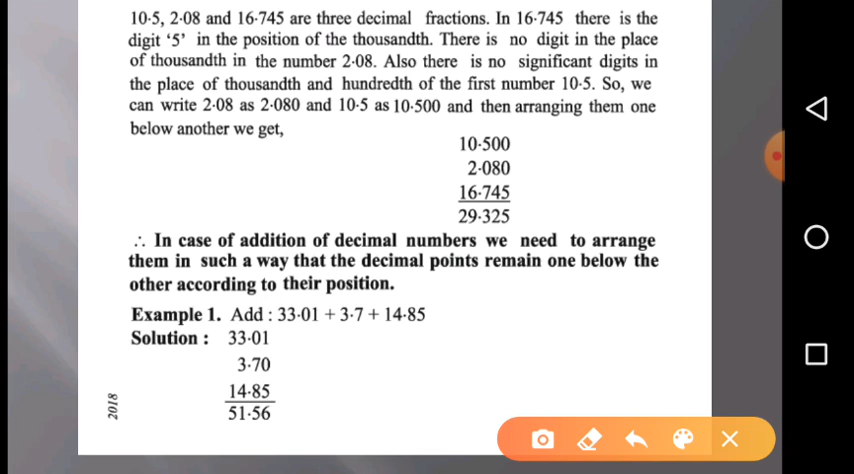 10·5, 2·08 and 16·745 are three decimal fractions. In 16·745 there is the
digit ‘5’ in the position of the thousandth. There is no digit in the place
of thousandth in the number 2·08. Also there is no significant digits in
the place of thousandth and hundredth of the first number 10·5. So, we
can write 2·08 as 2·080 and 10·5 as 10·500 and then arranging them one
below another we get,
10·500
2·080
16·745
29·325
∴ In case of addition of decimal numbers we need to arrange
them in such a way that the decimal points remain one below the
other according to their position.
Example 1. Add : 33·01 + 3·7 + 14·85
Solution : 33·01
3·70
14·85
51·56
2018